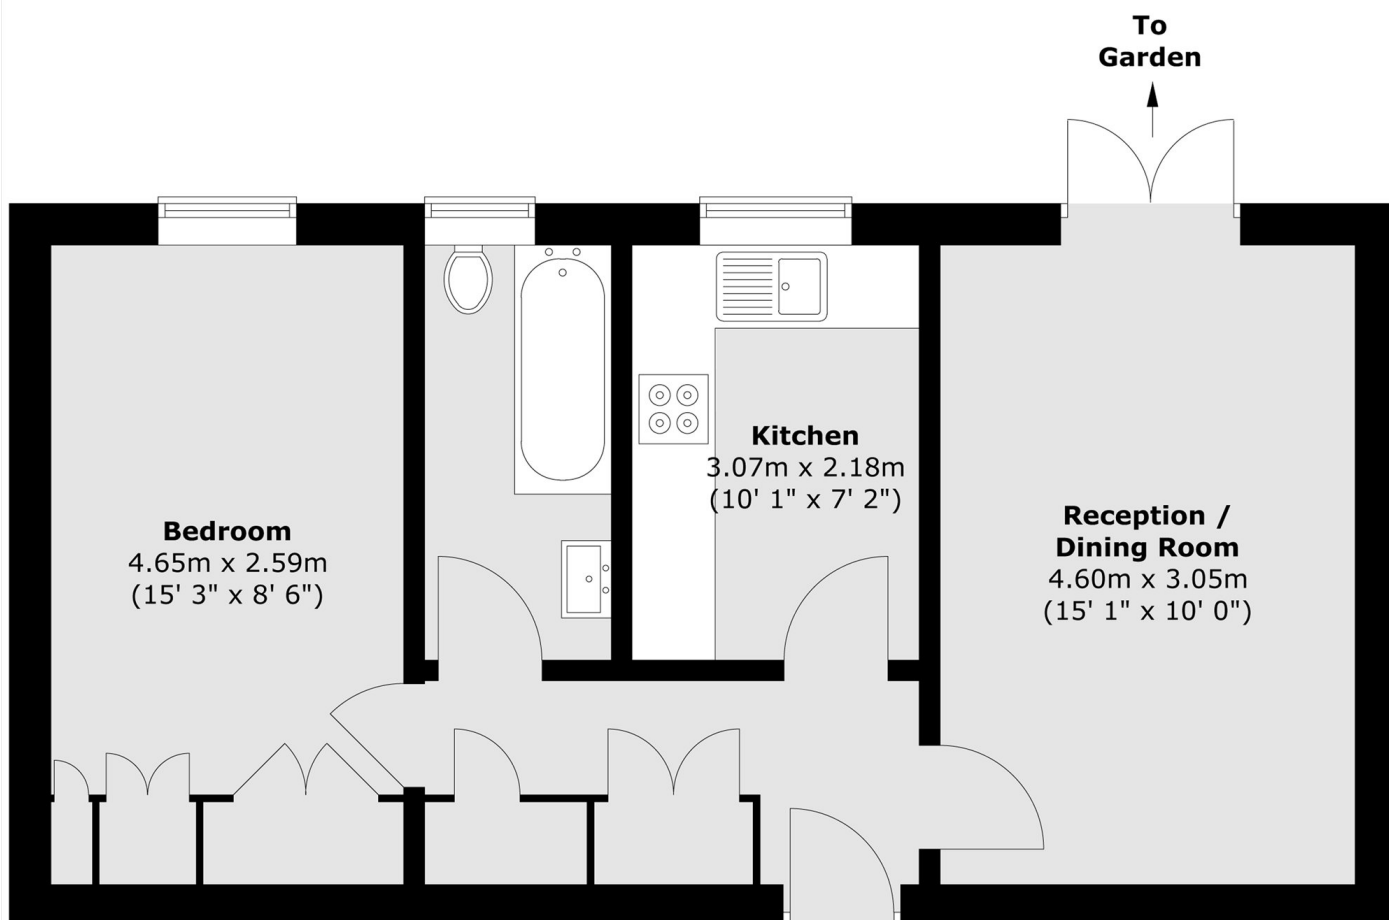 To
Garden
Kitchen
3.07m x 2.18m
(10' 1" x 7' 2")
Bedroom
4.65m x 2.59m
(15' 3" x 8' 6")
Reception /
Dining Room
4.60m x 3.05m
(15' 1" x 10' 0")